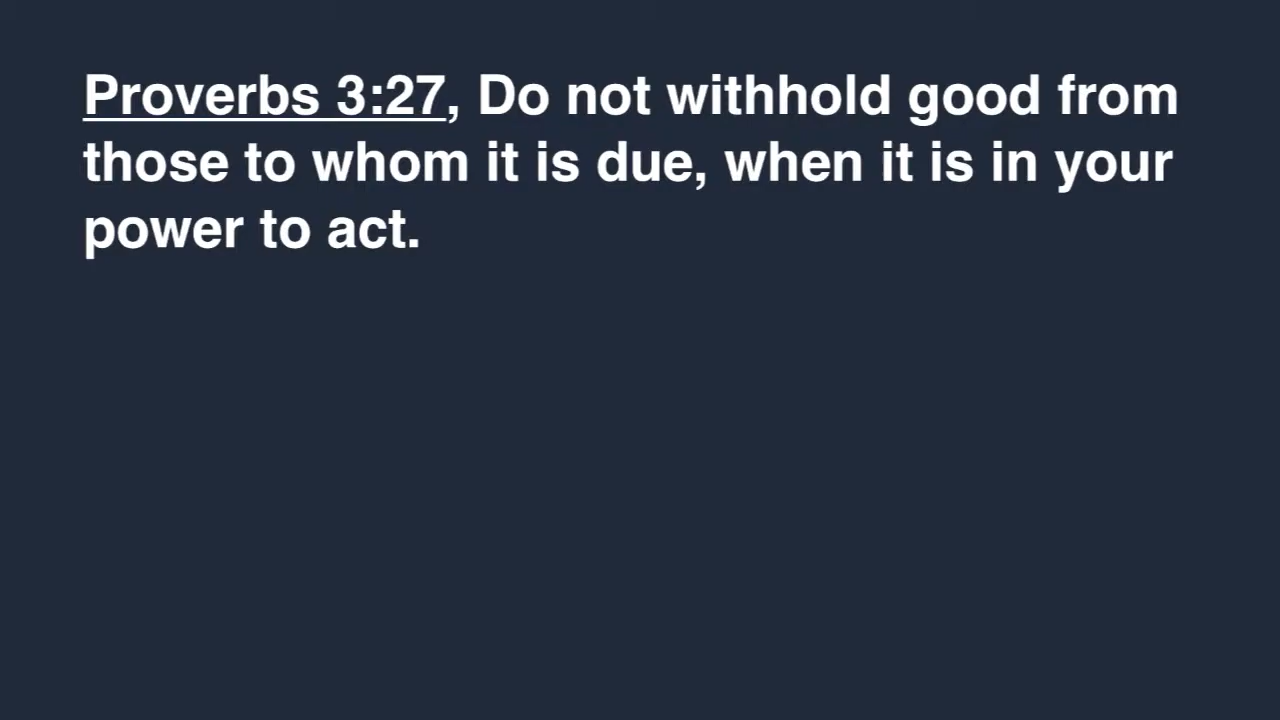 Proverbs 3:27, Do not withhold good from
those to whom it is due, when it is in your
power to act.